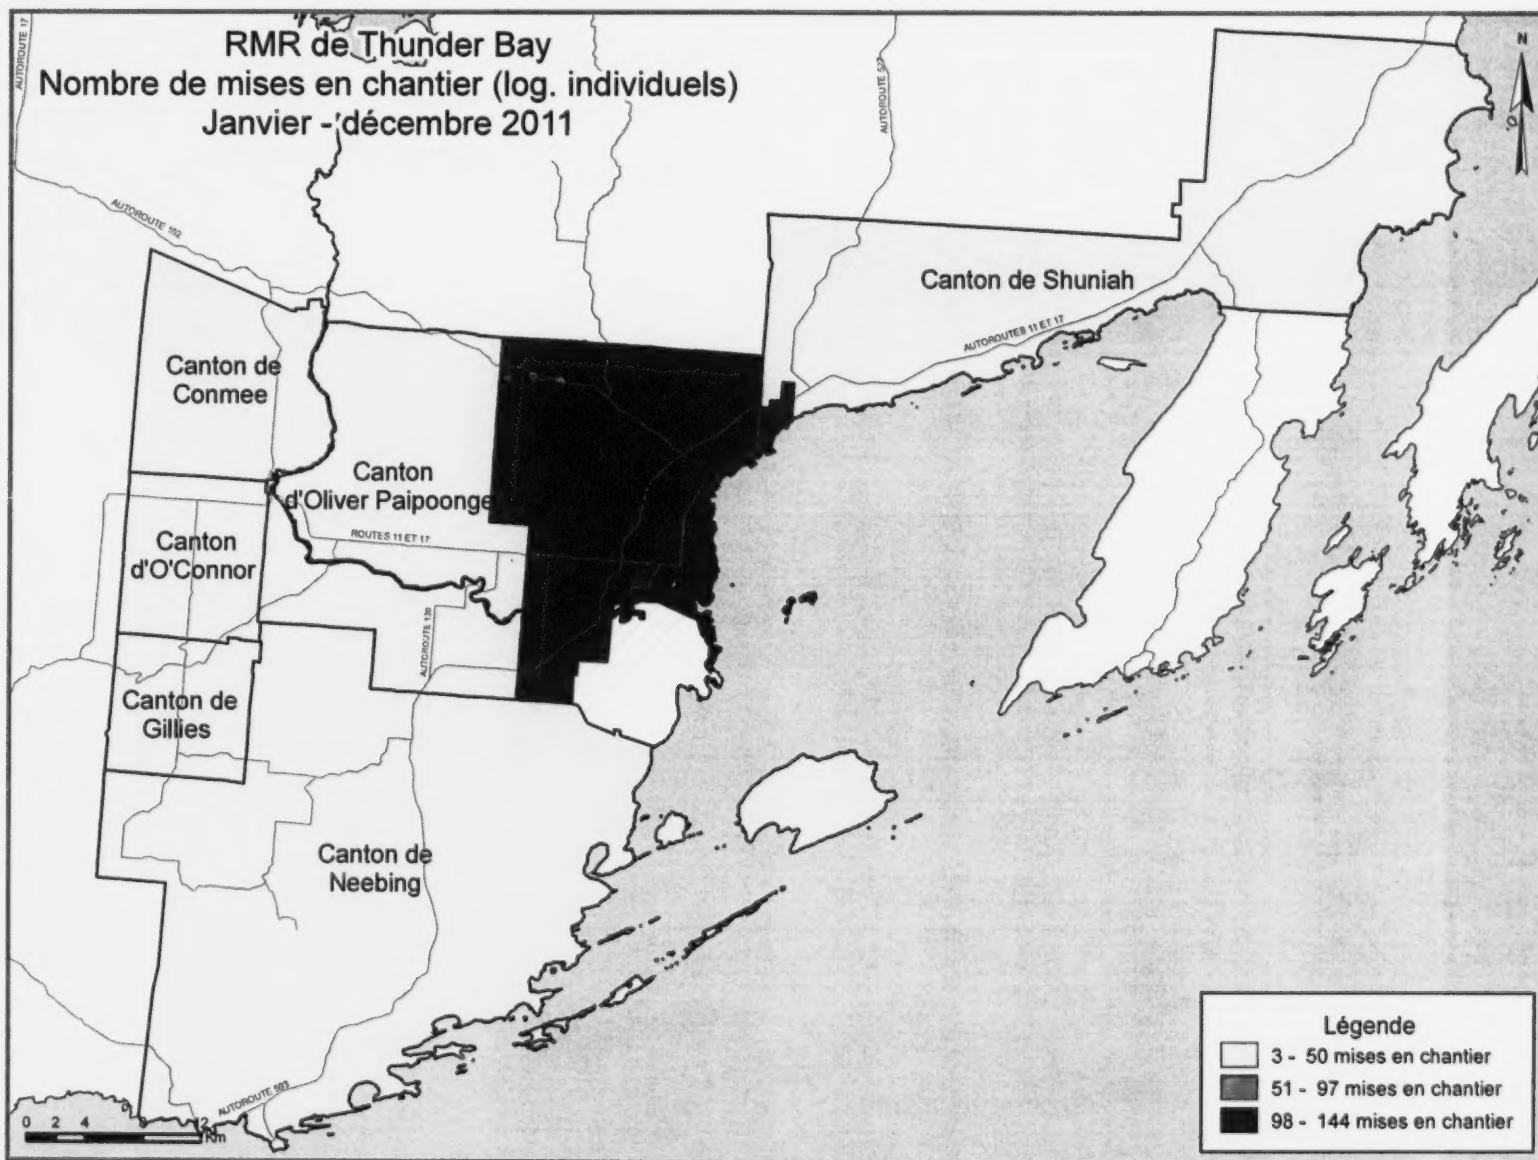 RMR de Thunder Bay
Nombre de mises en chantier (log. individuels)
Janvier - décembre 2011
N
AUTOROUTE 17
AUTOROUTE 527
AUTOROUTE 102
Canton de Shuniah
AUTOROUTES 11 ET 17
Canton de
Conmee
Canton
d'Oliver Paipoonge
ROUTES 11 ET 17
Canton
d'O'Connor
AUTOROUTE 130
Canton de
Gillies
Canton de
Neebing
AUTOROUTE 593
0 2 4 8 12
Km
Légende
3 - 50 mises en chantier
51 - 97 mises en chantier
98 - 144 mises en chantier